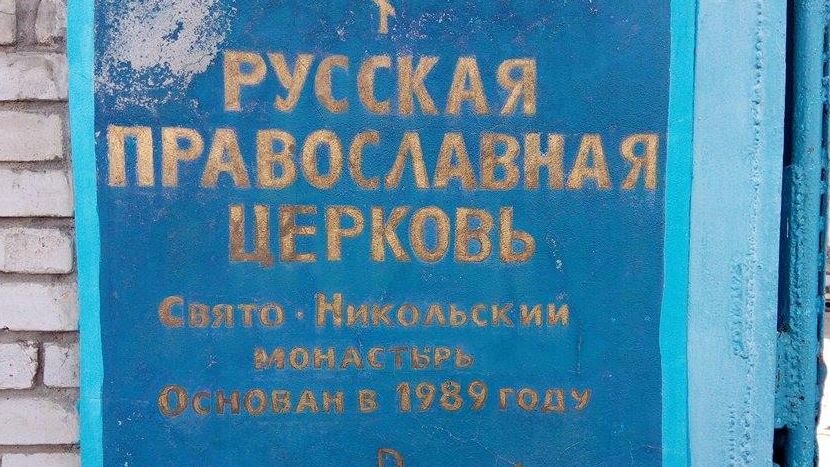 РУССКАЯ
ПРАВОСЛАВНАЯ
ЦЕРКОВЬ
Свято - Никольский
монастырь
Основан в 1989 году